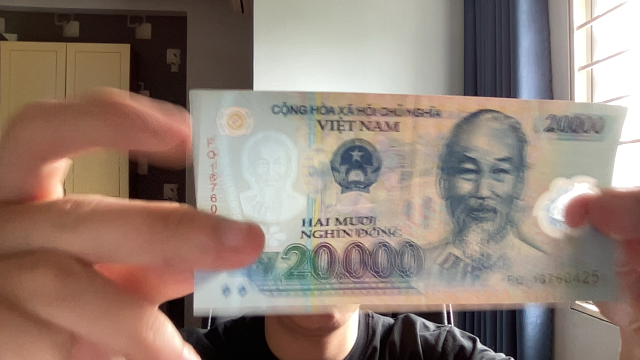 CỘNG HÒA XÃ HỘI CHỦ NGHĨA
VIỆT NAM
20000
HAI MƯƠI
NGHÌN ĐỒNG
20.000